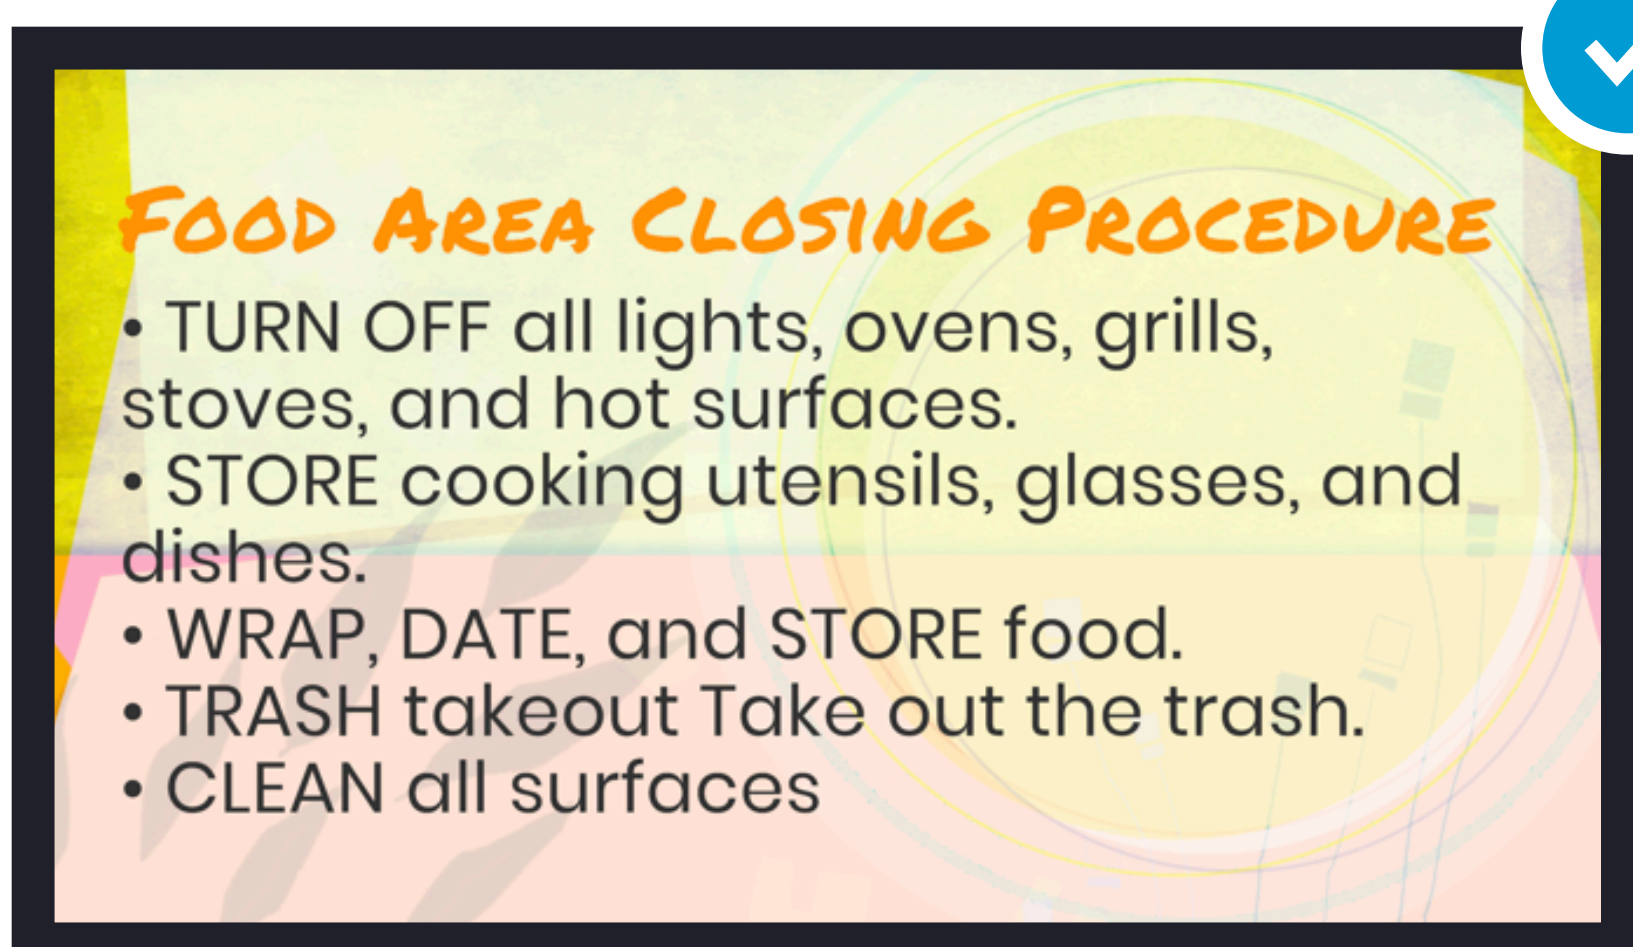 FOOD AREA CLOSING PROCEDURE
• TURN OFF all lights, ovens, grills,
stoves, and hot surfaces.
• STORE cooking utensils, glasses, and
dishes.
• WRAP, DATE, and STORE food.
• TRASH takeout Take out the trash.
• CLEAN all surfaces